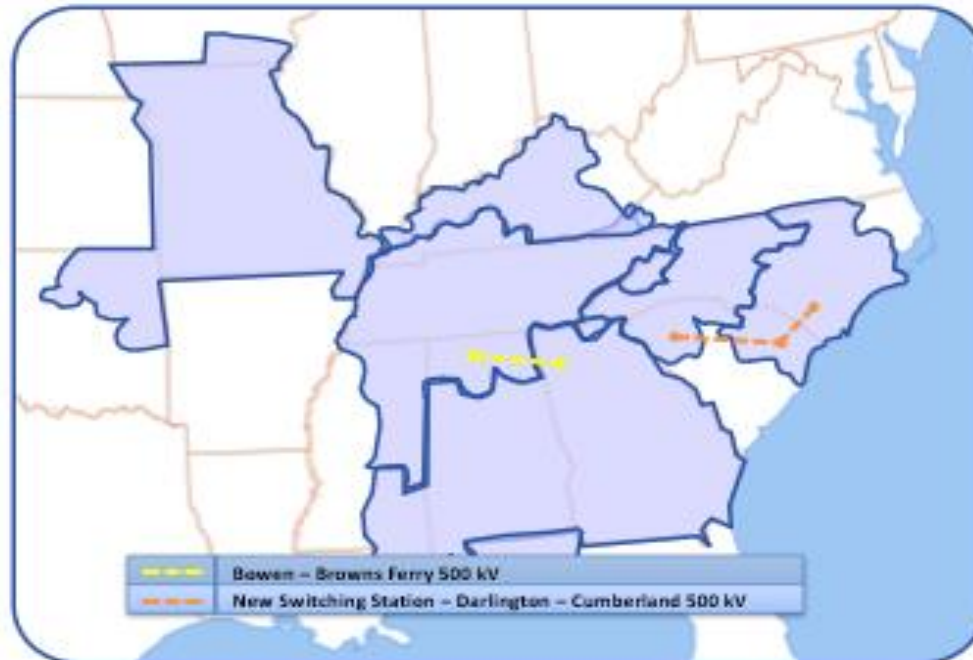 Bowen – Browns Ferry 500 kV
New Switching Station – Darlington – Cumberland 500 kV